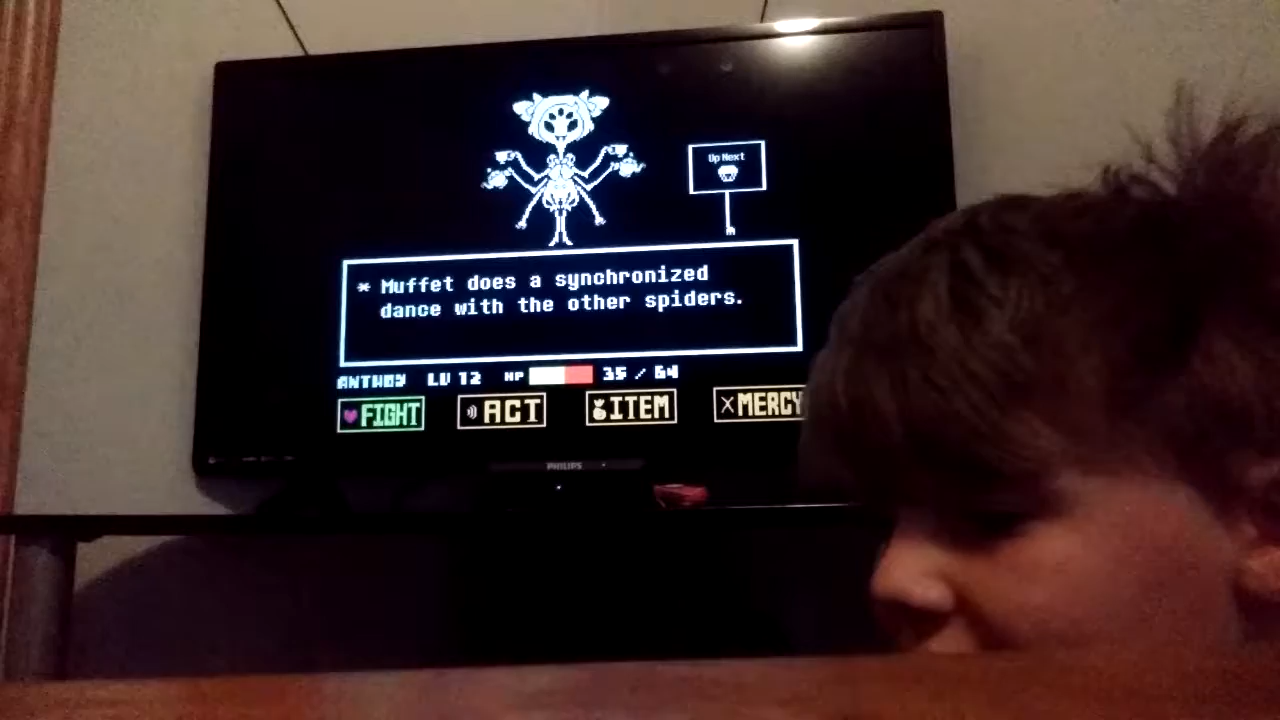 Up Next
* Muffet does a synchronized
dance with the other spiders.
ANTHOY LV 12 HP 35 / 64
FIGHT ACT ITEM MERCY
PHILIPS